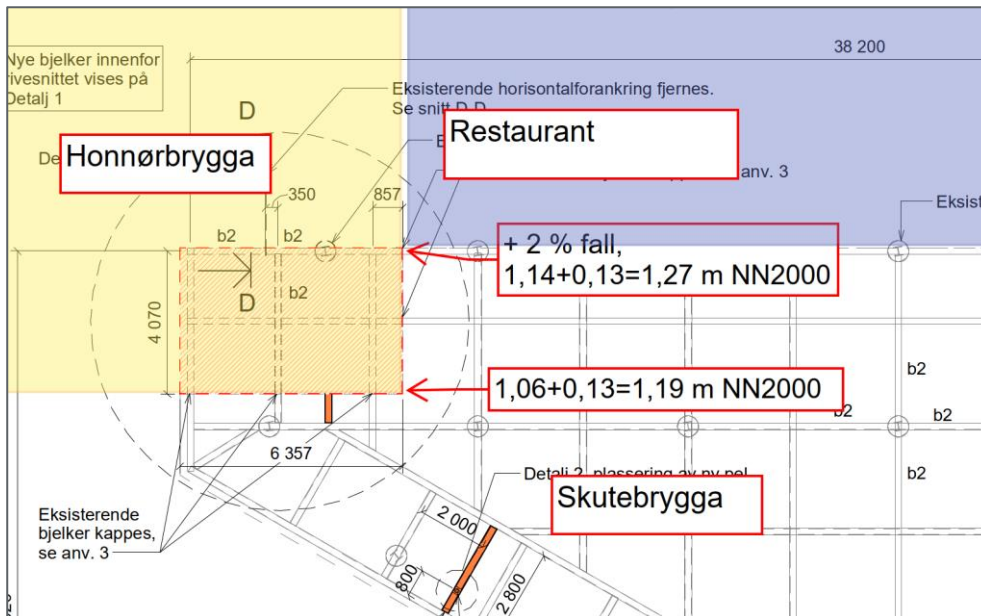 38 200
Nye bjelker innenfor
rivesnittet vises på
Detalj 1
Eksisterende horisontalforankring fjernes.
Se snitt D-D
D
Honnørbrygga
Restaurant
anv. 3
350
857
Eksist
b2
b2
+ 2 % fall,
1,14+0,13=1,27 m NN2000
b2
D
4 070
1,06+0,13=1,19 m NN2000
b2
b2
b2
6 357
b2
Detalj 2, plassering av ny pel
Skutebrygga
Eksisterende
bjelker kappes,
se anv. 3
2 000
800
2 800